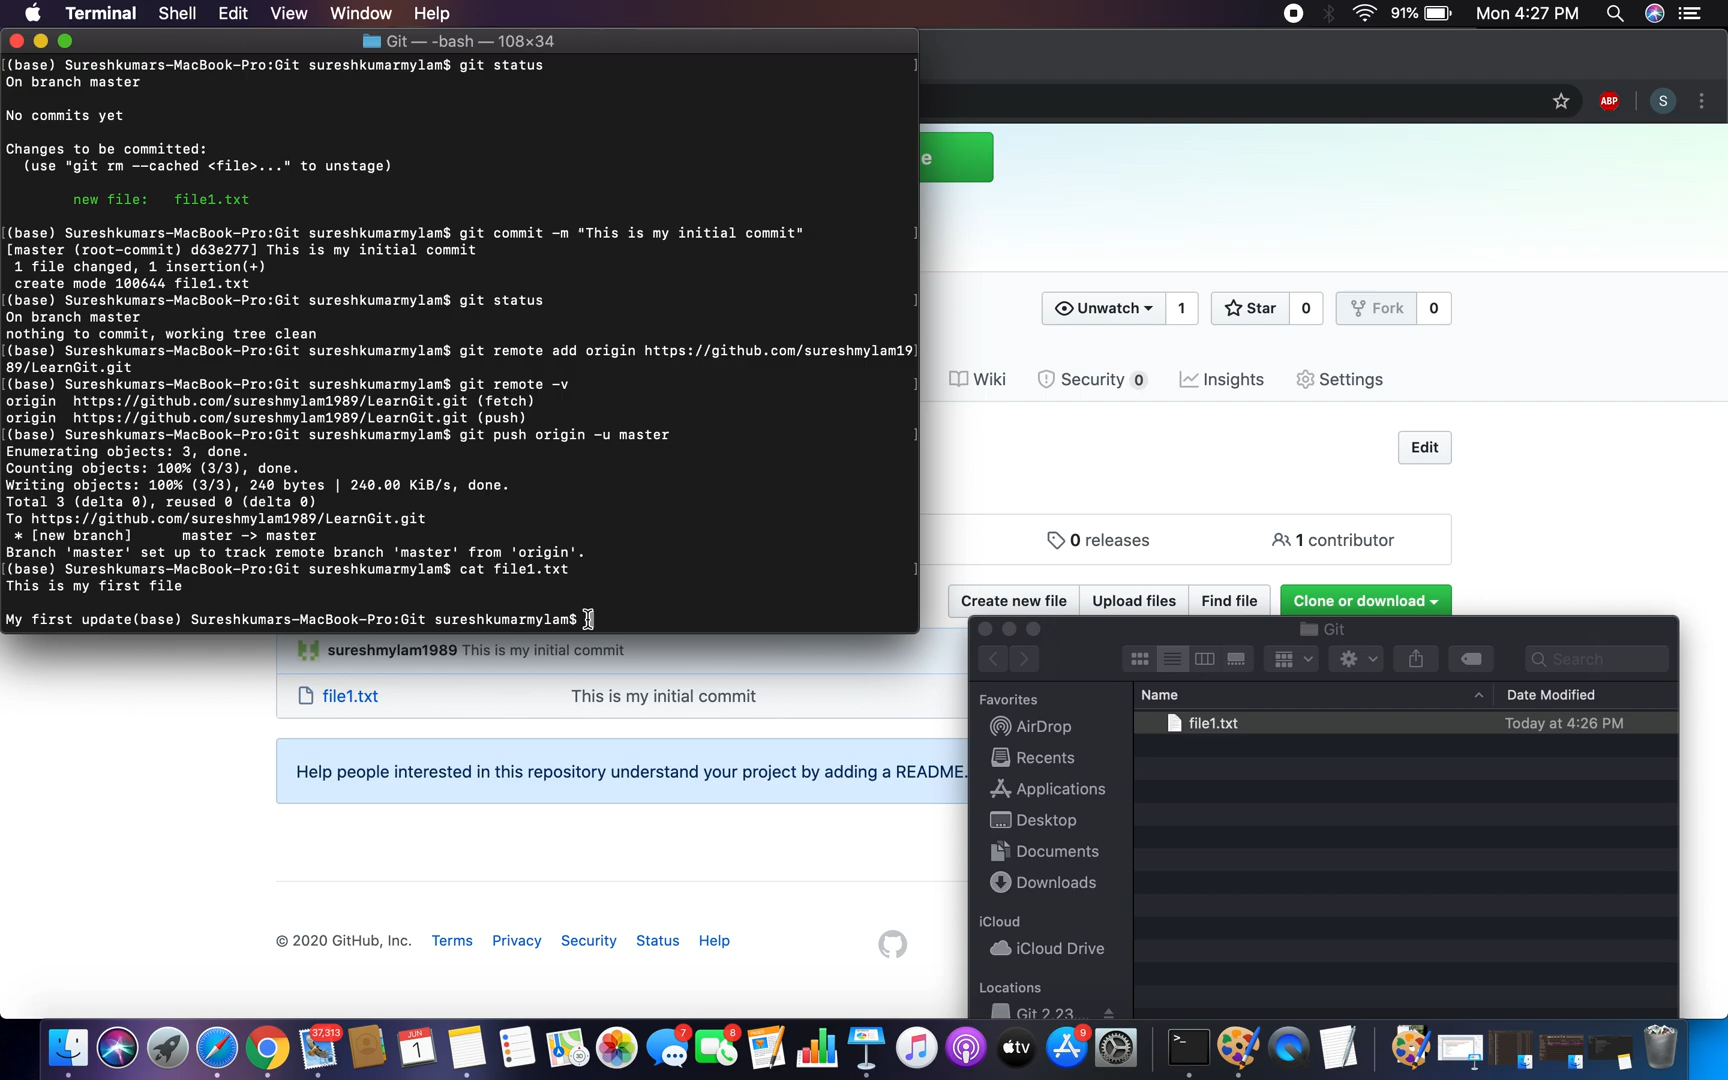 Terminal Shell Edit View Window Help
91% Mon 4:27 PM
Git — -bash — 108×34
(base) Sureshkumars-MacBook-Pro:Git sureshkumarmylam$ git status
On branch master
No commits yet
Changes to be committed:
(use "git rm --cached <file>..." to unstage)
new file: file1.txt
(base) Sureshkumars-MacBook-Pro:Git sureshkumarmylam$ git commit -m "This is my initial commit"
[master (root-commit) d63e277] This is my initial commit
1 file changed, 1 insertion(+)
create mode 100644 file1.txt
(base) Sureshkumars-MacBook-Pro:Git sureshkumarmylam$ git status
On branch master
nothing to commit, working tree clean
(base) Sureshkumars-MacBook-Pro:Git sureshkumarmylam$ git remote add origin https://github.com/sureshmylam19
89/LearnGit.git
(base) Sureshkumars-MacBook-Pro:Git sureshkumarmylam$ git remote -v
origin https://github.com/sureshmylam1989/LearnGit.git (fetch)
origin https://github.com/sureshmylam1989/LearnGit.git (push)
(base) Sureshkumars-MacBook-Pro:Git sureshkumarmylam$ git push origin -u master
Enumerating objects: 3, done.
Counting objects: 100% (3/3), done.
Writing objects: 100% (3/3), 240 bytes | 240.00 KiB/s, done.
Total 3 (delta 0), reused 0 (delta 0)
To https://github.com/sureshmylam1989/LearnGit.git
* [new branch] master -> master
Branch 'master' set up to track remote branch 'master' from 'origin'.
(base) Sureshkumars-MacBook-Pro:Git sureshkumarmylam$ cat file1.txt
This is my first file
My first update(base) Sureshkumars-MacBook-Pro:Git sureshkumarmylam$
ABP S
e
Unwatch 1 Star 0 Fork 0
Wiki Security 0 Insights Settings
Edit
0 releases 1 contributor
Create new file Upload files Find file Clone or download
sureshmylam1989 This is my initial commit
file1.txt This is my initial commit
Help people interested in this repository understand your project by adding a README.
© 2020 GitHub, Inc. Terms Privacy Security Status Help
Git
Search
Favorites
AirDrop
Recents
Applications
Desktop
Documents
Downloads
iCloud
iCloud Drive
Locations
Git 2.23...
Name Date Modified
file1.txt Today at 4:26 PM
37,313
JUN
1
7
8
tv
9